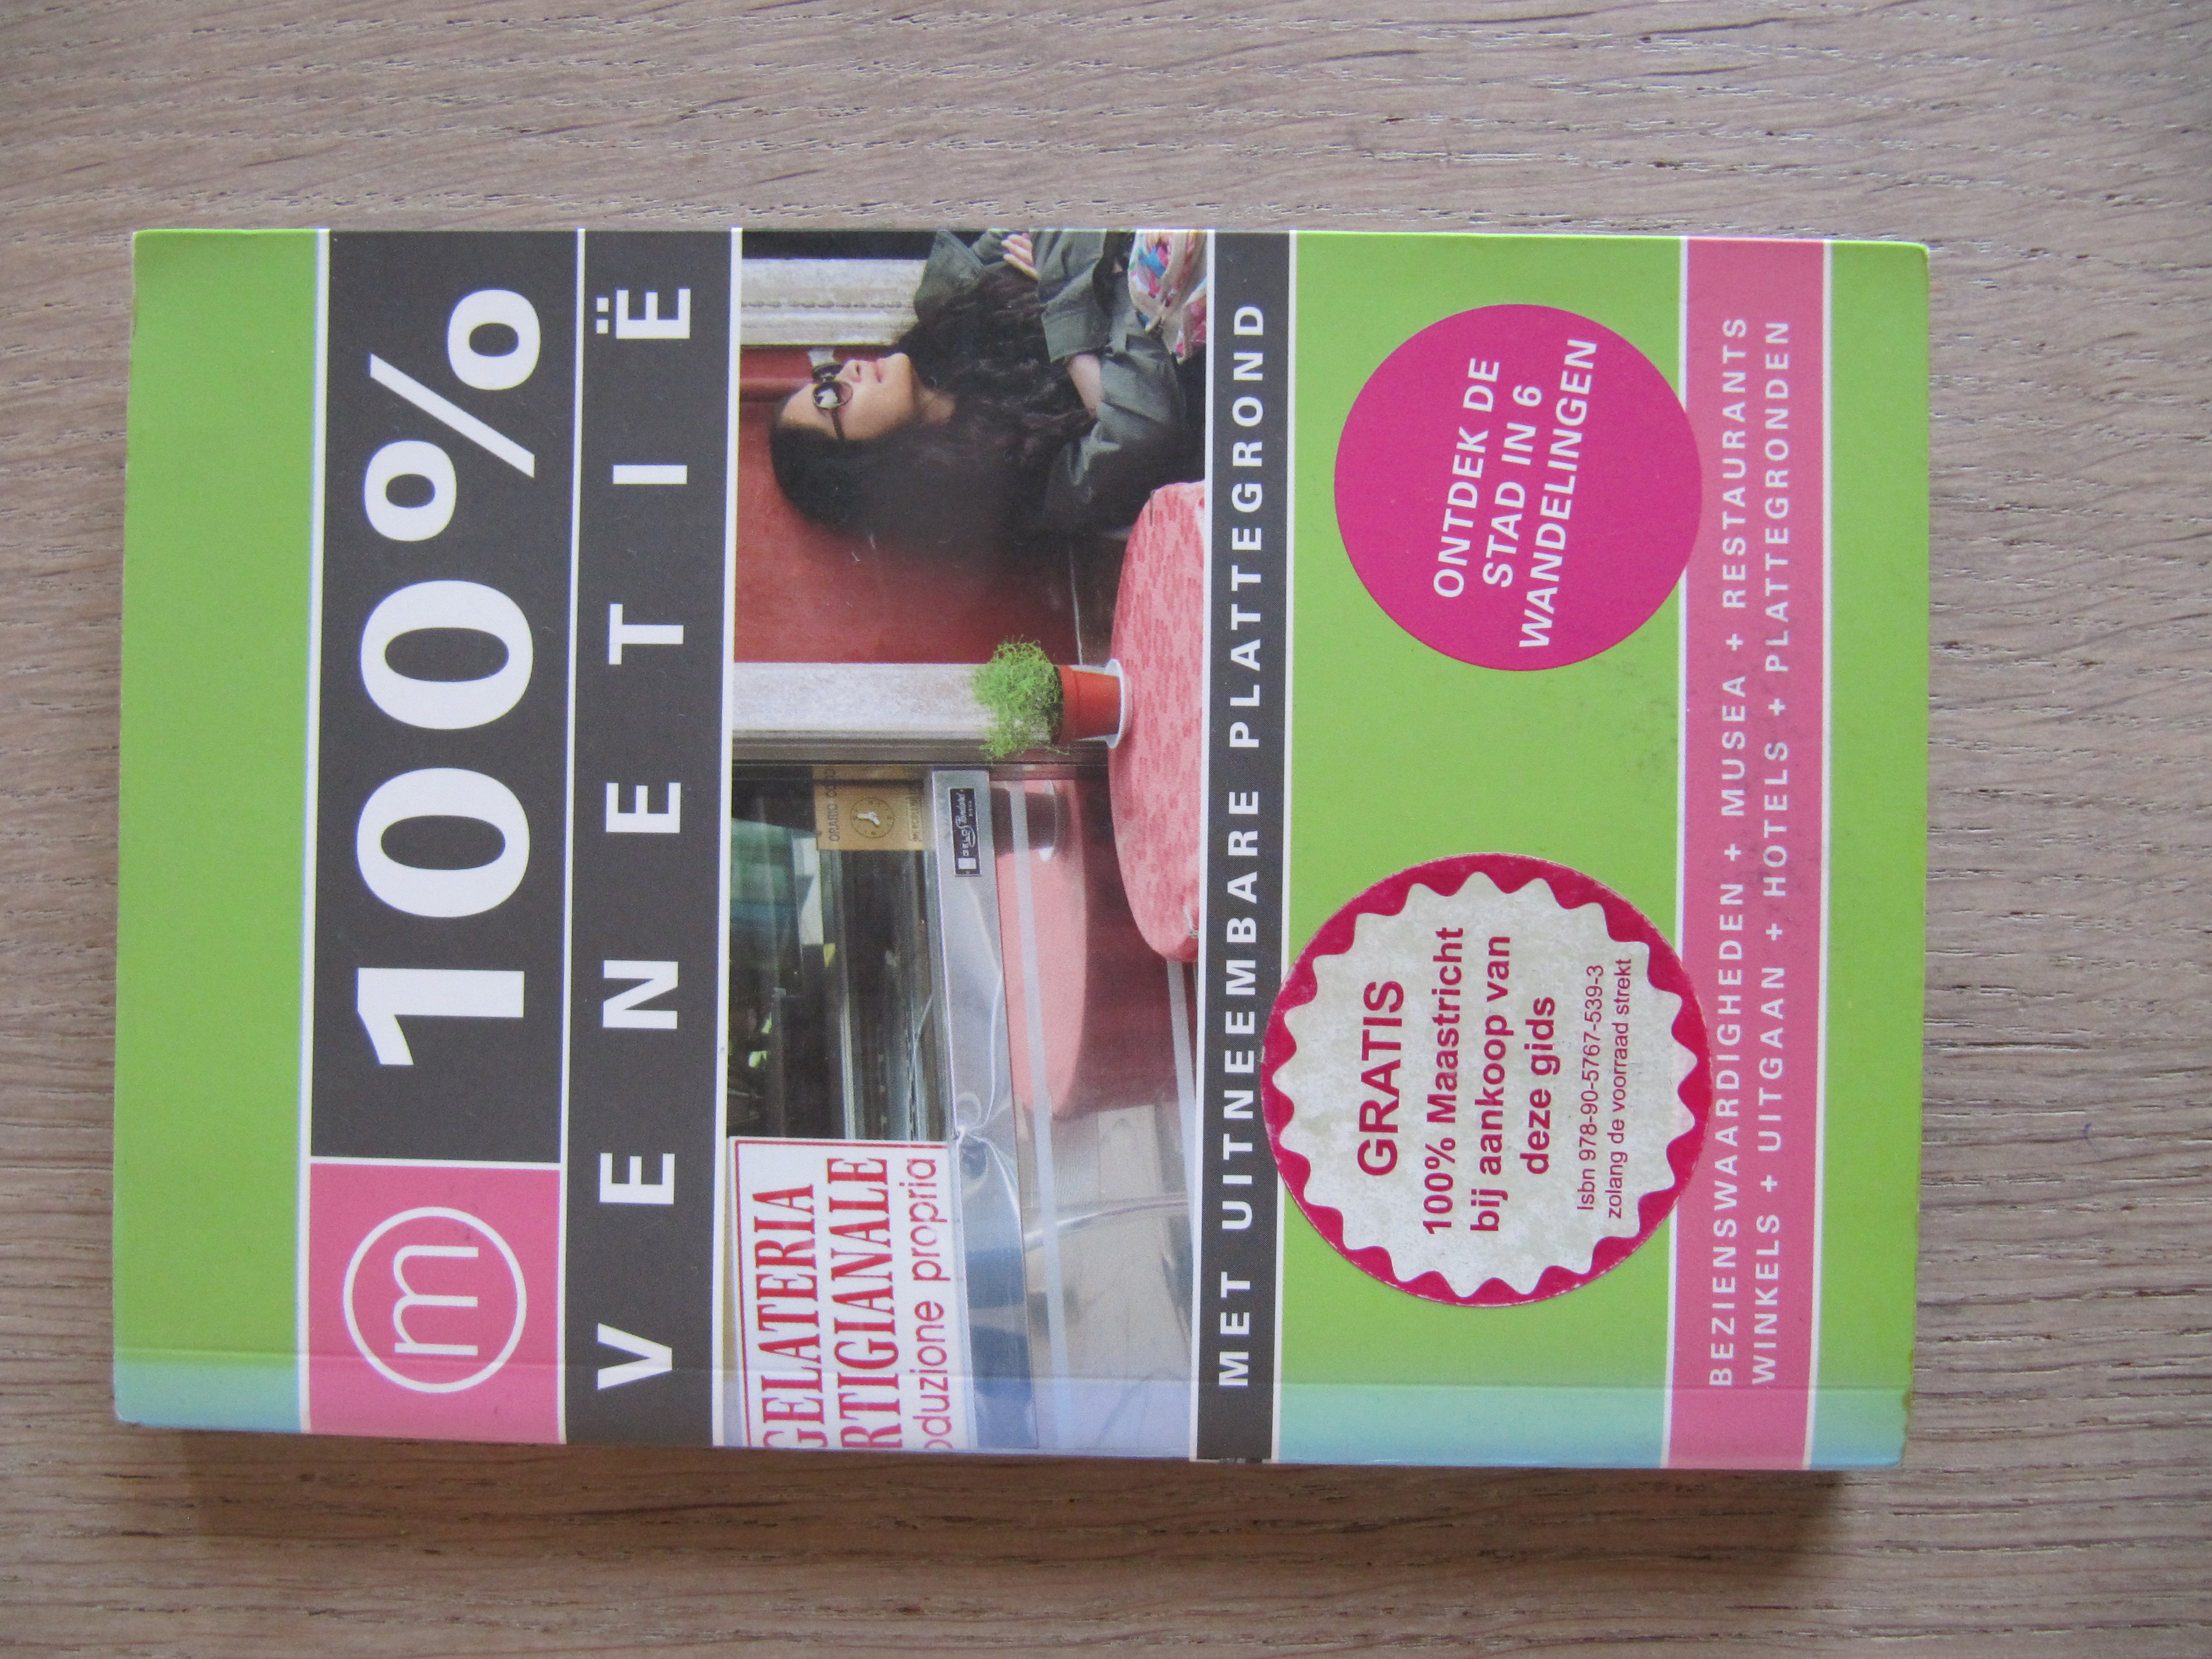 m 100%
VENETIË
GELATERIA
RTIGIANALE
oduzione propria
ORARIO
MERCOLEDI
MET UITNEEMBARE PLATTEGROND
GRATIS
100% Maastricht
bij aankoop van
deze gids
Isbn 978-90-5767-539-3
zolang de voorraad strekt
ONTDEK DE
STAD IN 6
WANDELINGEN
BEZIENSWAARDIGHEDEN + MUSEA + RESTAURANTS
WINKELS + UITGAAN + HOTELS + PLATTEGRONDEN